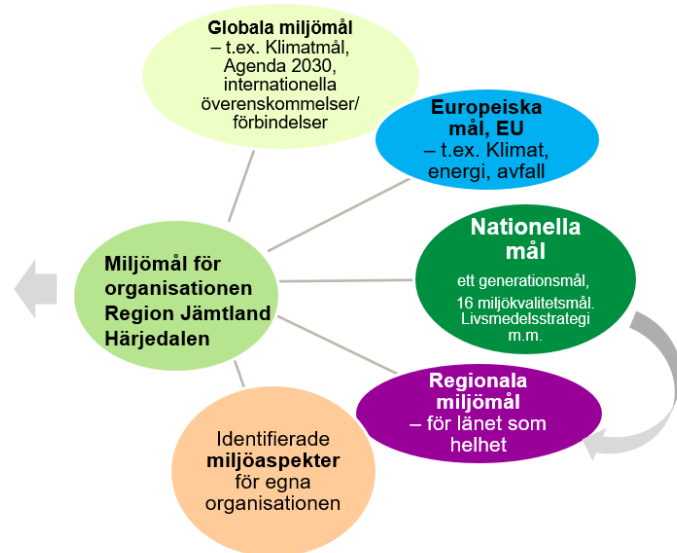 Globala miljömål
– t.ex. Klimatmål,
Agenda 2030,
internationella
överenskommelser/
förbindelser
Europeiska
mål, EU
– t.ex. Klimat,
energi, avfall
Nationella
mål
ett generationsmål,
16 miljökvalitetsmål.
Livsmedelsstrategi
m.m.
Miljömål för
organisationen
Region Jämtland
Härjedalen
Regionala
miljömål
– för länet som
helhet
Identifierade
miljöaspekter
för egna
organisationen